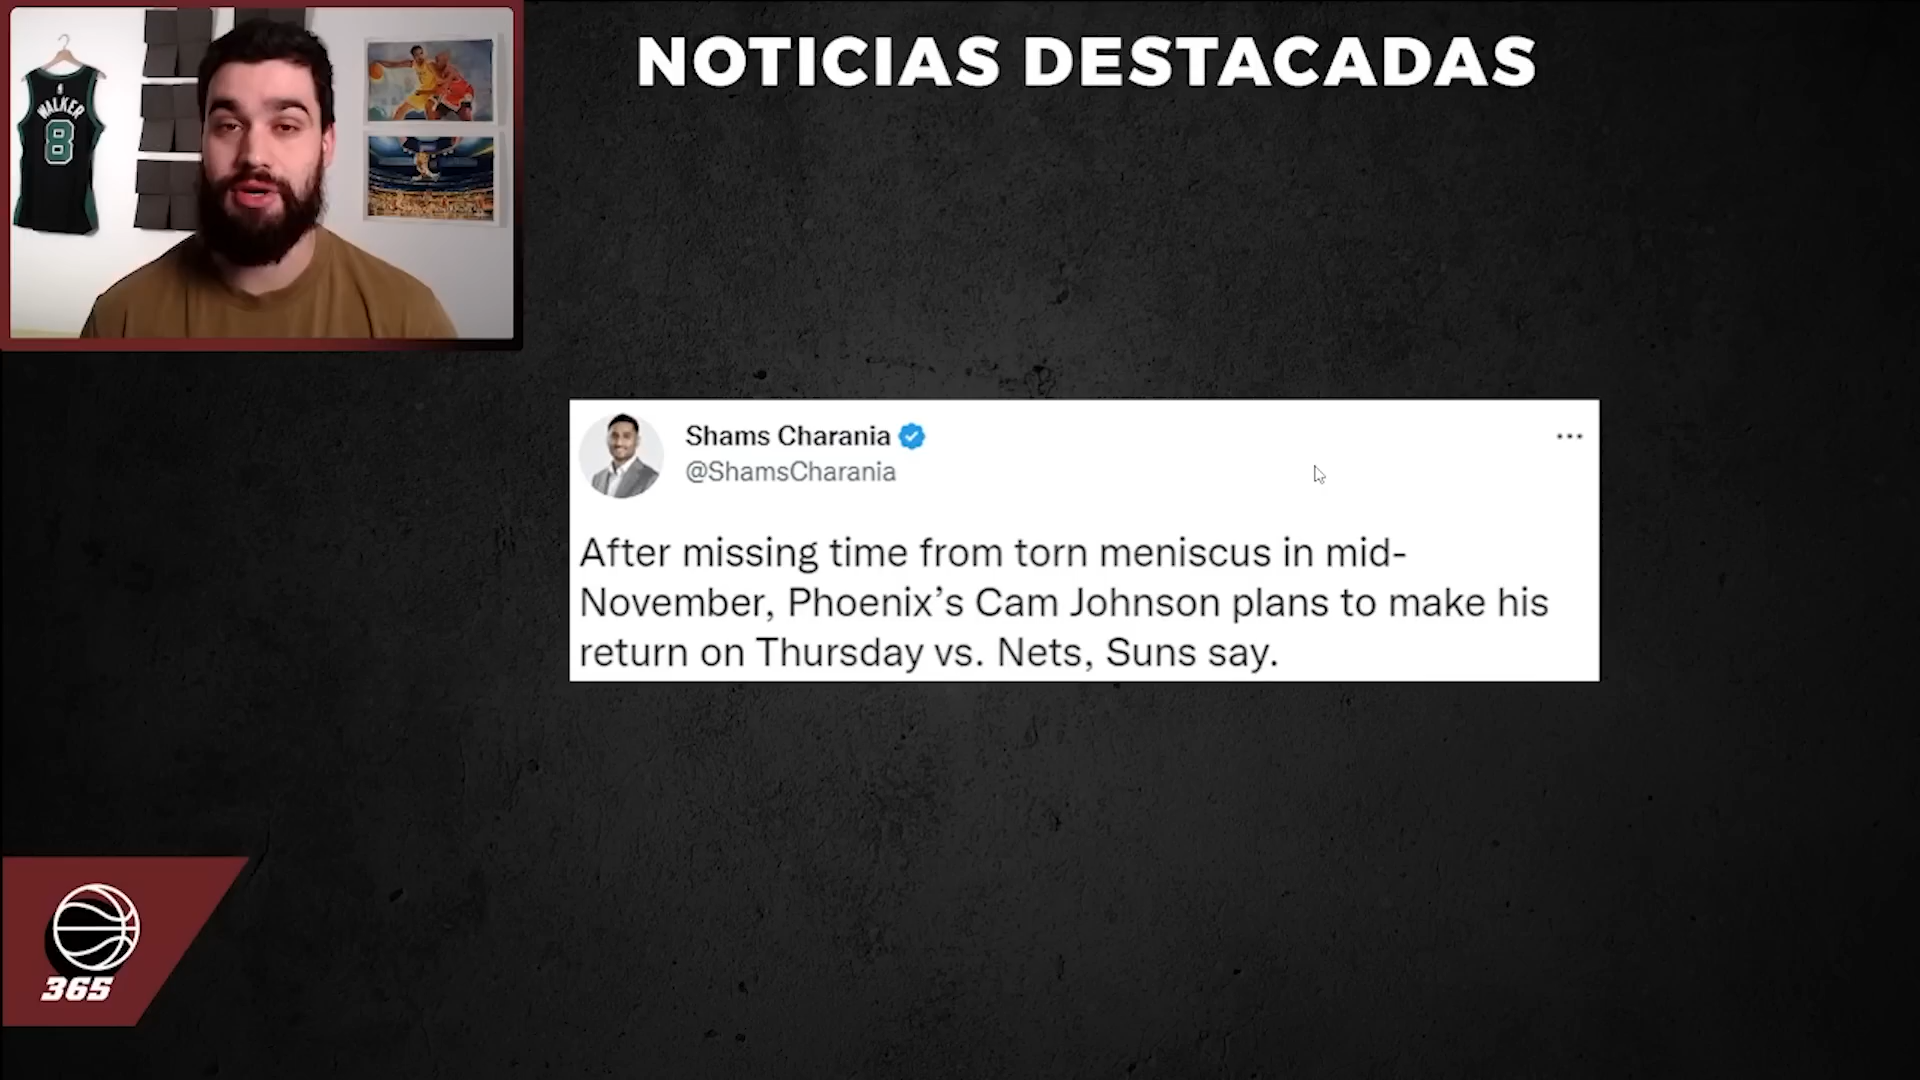 NOTICIAS DESTACADAS
WALKER
8
Shams Charania
@ShamsCharania
After missing time from torn meniscus in mid-
November, Phoenix’s Cam Johnson plans to make his
return on Thursday vs. Nets, Suns say.
365